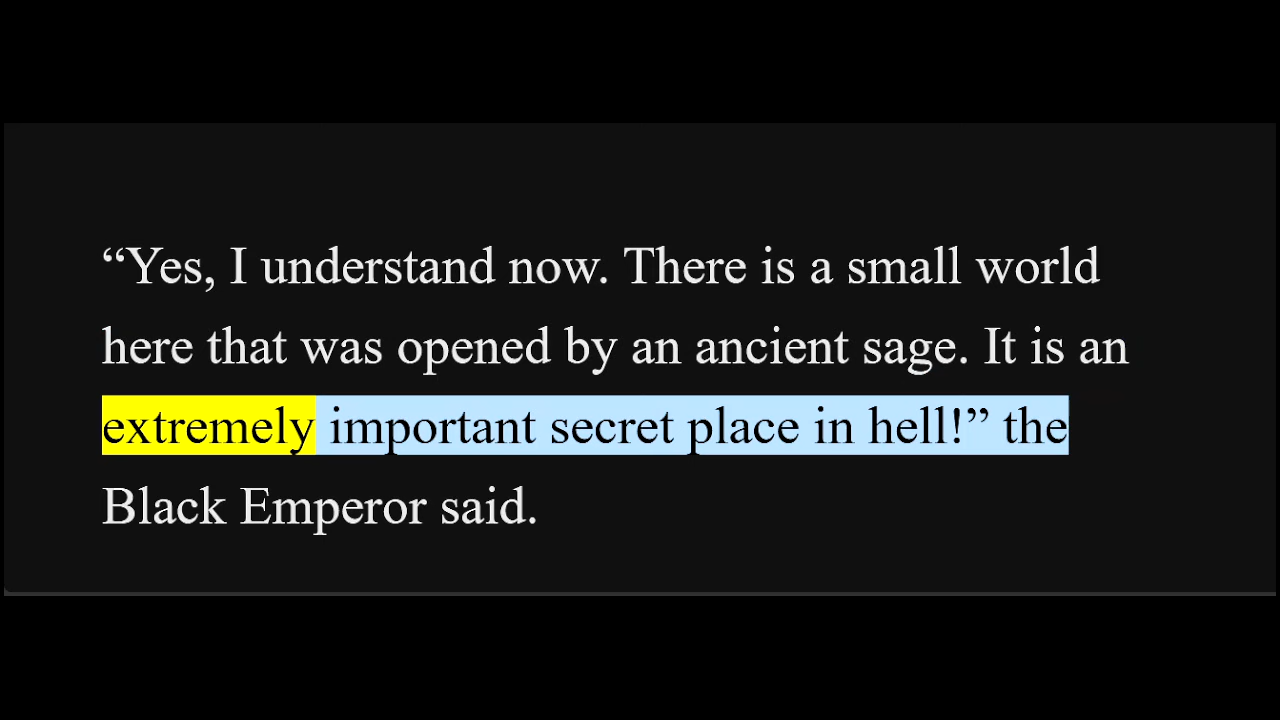 “Yes, I understand now. There is a small world
here that was opened by an ancient sage. It is an
extremely important secret place in hell!” the
Black Emperor said.